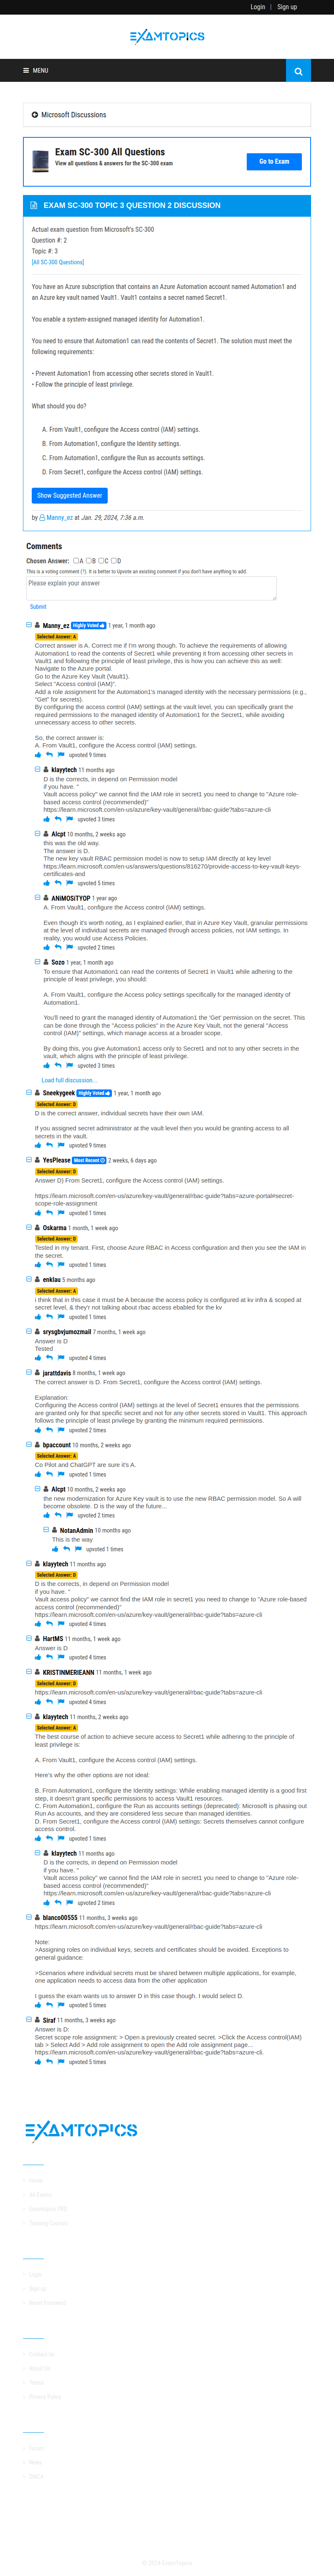 Login | Sign up
EXAMTOPICS
MENU
Microsoft Discussions
Exam SC-300 All Questions
View all questions & answers for the SC-300 exam
Go to Exam
EXAM SC-300 TOPIC 3 QUESTION 2 DISCUSSION
Actual exam question from Microsoft's SC-300
Question #: 2
Topic #: 3
[All SC-300 Questions]
You have an Azure subscription that contains an Azure Automation account named Automation1 and
an Azure key vault named Vault1. Vault1 contains a secret named Secret1.
You enable a system-assigned managed identity for Automation1.
You need to ensure that Automation1 can read the contents of Secret1. The solution must meet the
following requirements:
• Prevent Automation1 from accessing other secrets stored in Vault1.
• Follow the principle of least privilege.
What should you do?
A. From Vault1, configure the Access control (IAM) settings.
B. From Automation1, configure the Identity settings.
C. From Automation1, configure the Run as accounts settings.
D. From Secret1, configure the Access control (IAM) settings.
Show Suggested Answer
by Manny_ez at Jan. 29, 2024, 7:36 a.m.
Comments
Chosen Answer: A B C D
This is a voting comment (?). It is better to Upvote an existing comment if you don't have anything to add.
Please explain your answer
Submit
Manny_ez Highly Voted 1 year, 1 month ago
Selected Answer: A
Correct answer is A. Correct me if I'm wrong though. To achieve the requirements of allowing
Automation1 to read the contents of Secret1 while preventing it from accessing other secrets in
Vault1 and following the principle of least privilege, this is how you can achieve this as well:
Navigate to the Azure portal.
Go to the Azure Key Vault (Vault1).
Select "Access control (IAM)".
Add a role assignment for the Automation1's managed identity with the necessary permissions (e.g.,
"Get" for secrets).
By configuring the access control (IAM) settings at the vault level, you can specifically grant the
required permissions to the managed identity of Automation1 for the Secret1, while avoiding
unnecessary access to other secrets.
So, the correct answer is:
A. From Vault1, configure the Access control (IAM) settings.
upvoted 9 times
klayytech 11 months ago
D is the corrects, in depend on Permission model
if you have. "
Vault access policy" we cannot find the IAM role in secert1 you need to change to "Azure role-
based access control (recommended)"
https://learn.microsoft.com/en-us/azure/key-vault/general/rbac-guide?tabs=azure-cli
upvoted 3 times
Alcpt 10 months, 2 weeks ago
this was the old way.
The answer is D.
The new key vault RBAC permission model is now to setup IAM directly at key level
https://learn.microsoft.com/en-us/answers/questions/816270/provide-access-to-key-vault-keys-
certificates-and
upvoted 5 times
ANIMOSITYOP 1 year ago
A. From Vault1, configure the Access control (IAM) settings.
Even though it's worth noting, as I explained earlier, that in Azure Key Vault, granular permissions
at the level of individual secrets are managed through access policies, not IAM settings. In
reality, you would use Access Policies.
upvoted 2 times
Sozo 1 year, 1 month ago
To ensure that Automation1 can read the contents of Secret1 in Vault1 while adhering to the
principle of least privilege, you should:
A. From Vault1, configure the Access policy settings specifically for the managed identity of
Automation1.
You'll need to grant the managed identity of Automation1 the 'Get' permission on the secret. This
can be done through the "Access policies" in the Azure Key Vault, not the general "Access
control (IAM)" settings, which manage access at a broader scope.
By doing this, you give Automation1 access only to Secret1 and not to any other secrets in the
vault, which aligns with the principle of least privilege.
upvoted 3 times
Load full discussion...
Sneekygeek Highly Voted 1 year, 1 month ago
Selected Answer: D
D is the correct answer, individual secrets have their own IAM.
If you assigned secret administrator at the vault level then you would be granting access to all
secrets in the vault.
upvoted 9 times
YesPlease Most Recent 2 weeks, 6 days ago
Selected Answer: D
Answer D) From Secret1, configure the Access control (IAM) settings.
https://learn.microsoft.com/en-us/azure/key-vault/general/rbac-guide?tabs=azure-portal#secret-
scope-role-assignment
upvoted 1 times
Oskarma 1 month, 1 week ago
Selected Answer: D
Tested in my tenant. First, choose Azure RBAC in Access configuration and then you see the IAM in
the secret.
upvoted 1 times
enklau 5 months ago
Selected Answer: A
i think that in this case it must be A because the access policy is configured at kv infra & scoped at
secret level, & they'r not talking about rbac access ebabled for the kv
upvoted 1 times
srysgbvjumozmail 7 months, 1 week ago
Answer is D
Tested
upvoted 4 times
jarattdavis 8 months, 1 week ago
The correct answer is D. From Secret1, configure the Access control (IAM) settings.
Explanation:
Configuring the Access control (IAM) settings at the level of Secret1 ensures that the permissions
are granted only for that specific secret and not for any other secrets stored in Vault1. This approach
follows the principle of least privilege by granting the minimum required permissions.
upvoted 2 times
bpaccount 10 months, 2 weeks ago
Selected Answer: A
Co Pilot and ChatGPT are sure it's A.
upvoted 1 times
Alcpt 10 months, 2 weeks ago
the new modernization for Azure Key vault is to use the new RBAC permission model. So A will
become obsolete. D is the way of the future...
upvoted 2 times
NotanAdmin 10 months ago
This is the way
upvoted 1 times
klayytech 11 months ago
Selected Answer: D
D is the corrects, in depend on Permission model
if you have. "
Vault access policy" we cannot find the IAM role in secert1 you need to change to "Azure role-based
access control (recommended)"
https://learn.microsoft.com/en-us/azure/key-vault/general/rbac-guide?tabs=azure-cli
upvoted 4 times
HartMS 11 months, 1 week ago
Answer is D
upvoted 4 times
KRISTINMERIEANN 11 months, 1 week ago
Selected Answer: D
https://learn.microsoft.com/en-us/azure/key-vault/general/rbac-guide?tabs=azure-cli
upvoted 4 times
klayytech 11 months, 2 weeks ago
Selected Answer: A
The best course of action to achieve secure access to Secret1 while adhering to the principle of
least privilege is:
A. From Vault1, configure the Access control (IAM) settings.
Here's why the other options are not ideal:
B. From Automation1, configure the Identity settings: While enabling managed identity is a good first
step, it doesn't grant specific permissions to access Vault1 resources.
C. From Automation1, configure the Run as accounts settings (deprecated): Microsoft is phasing out
Run As accounts, and they are considered less secure than managed identities.
D. From Secret1, configure the Access control (IAM) settings: Secrets themselves cannot configure
access control.
upvoted 1 times
klayytech 11 months ago
D is the corrects, in depend on Permission model
if you have. "
Vault access policy" we cannot find the IAM role in secert1 you need to change to "Azure role-
based access control (recommended)"
https://learn.microsoft.com/en-us/azure/key-vault/general/rbac-guide?tabs=azure-cli
upvoted 2 times
blanco00555 11 months, 3 weeks ago
https://learn.microsoft.com/en-us/azure/key-vault/general/rbac-guide?tabs=azure-cli
Note:
>Assigning roles on individual keys, secrets and certificates should be avoided. Exceptions to
general guidance:
>Scenarios where individual secrets must be shared between multiple applications, for example,
one application needs to access data from the other application
I guess the exam wants us to answer D in this case though. I would select D.
upvoted 5 times
Siraf 11 months, 3 weeks ago
Answer is D:
Secret scope role assignment: > Open a previously created secret. >Click the Access control(IAM)
tab > Select Add > Add role assignment to open the Add role assignment page...
https://learn.microsoft.com/en-us/azure/key-vault/general/rbac-guide?tabs=azure-cli.
upvoted 5 times
EXAMTOPICS
Home
All Exams
Examtopics PRO
Training Courses
Login
Sign up
Reset Password
Contact Us
About Us
Terms
Privacy Policy
Forum
News
DMCA
© 2024 ExamTopics